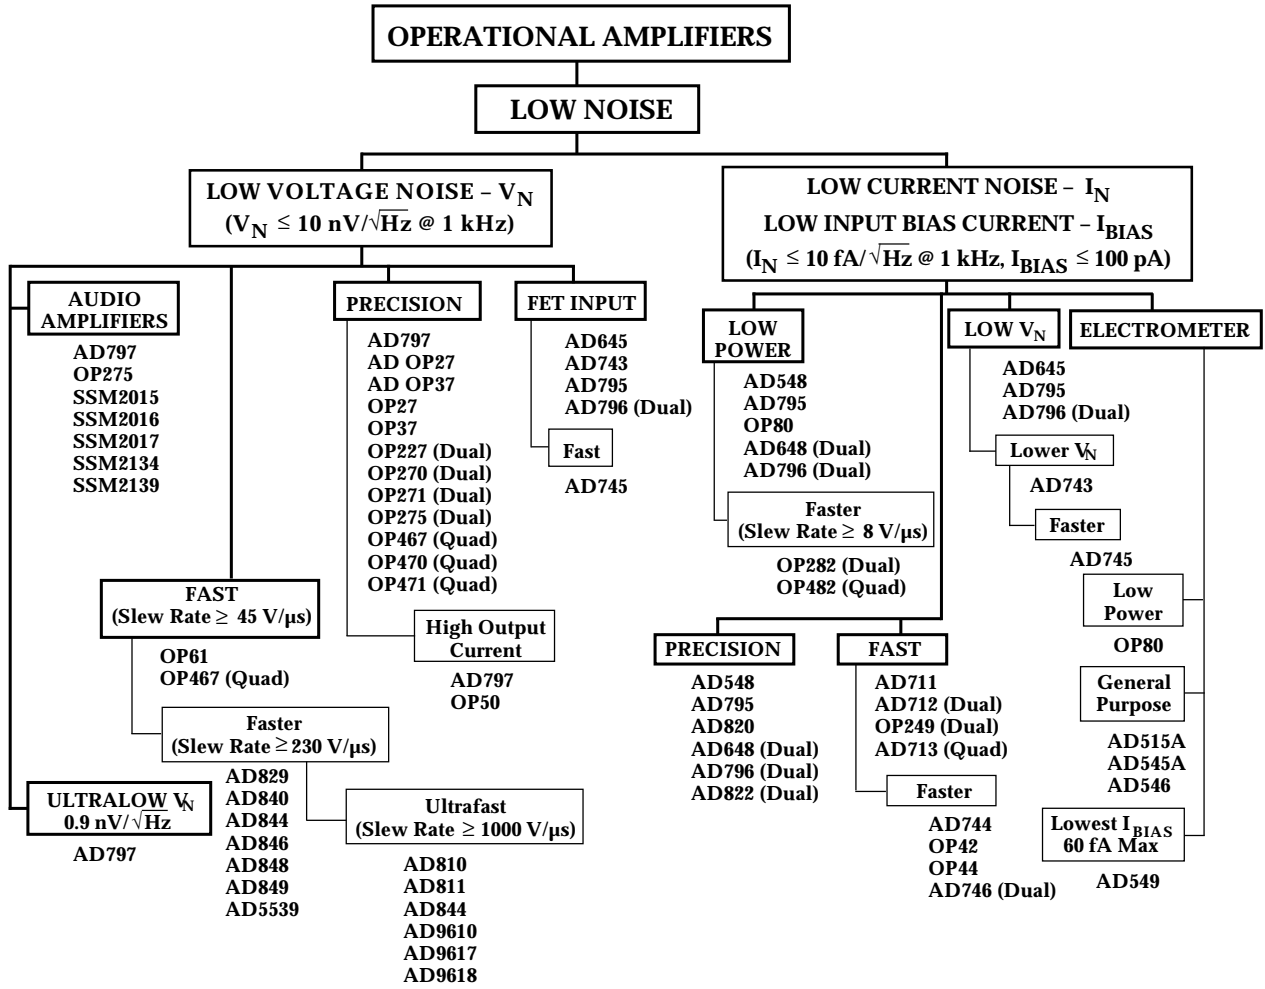 OPERATIONAL AMPLIFIERS
LOW NOISE
LOW VOLTAGE NOISE – VN
(VN ≤ 10 nV/√Hz @ 1 kHz)
AUDIO
AMPLIFIERS
AD797
OP275
SSM2015
SSM2016
SSM2017
SSM2134
SSM2139
FAST
(Slew Rate ≥ 45 V/µs)
OP61
OP467 (Quad)
Faster
(Slew Rate ≥ 230 V/µs)
AD829
AD840
AD844
AD846
AD848
AD849
AD5539
Ultrafast
(Slew Rate ≥ 1000 V/µs)
AD810
AD811
AD844
AD9610
AD9617
AD9618
ULTRALOW VN
0.9 nV/√Hz
AD797
PRECISION
AD797
AD OP27
AD OP37
OP27
OP37
OP227 (Dual)
OP270 (Dual)
OP271 (Dual)
OP275 (Dual)
OP467 (Quad)
OP470 (Quad)
OP471 (Quad)
High Output
Current
AD797
OP50
FET INPUT
AD645
AD743
AD795
AD796 (Dual)
Fast
AD745
LOW CURRENT NOISE – IN
LOW INPUT BIAS CURRENT – IBIAS
(IN ≤ 10 fA/√Hz @ 1 kHz, IBIAS ≤ 100 pA)
LOW
POWER
AD548
AD795
OP80
AD648 (Dual)
AD796 (Dual)
Faster
(Slew Rate ≥ 8 V/µs)
OP282 (Dual)
OP482 (Quad)
PRECISION
AD548
AD795
AD820
AD648 (Dual)
AD796 (Dual)
AD822 (Dual)
FAST
AD711
AD712 (Dual)
OP249 (Dual)
AD713 (Quad)
Faster
AD744
OP42
OP44
AD746 (Dual)
LOW VN
AD645
AD795
AD796 (Dual)
Lower VN
AD743
Faster
AD745
ELECTROMETER
Low
Power
OP80
General
Purpose
AD515A
AD545A
AD546
Lowest IBIAS
60 fA Max
AD549